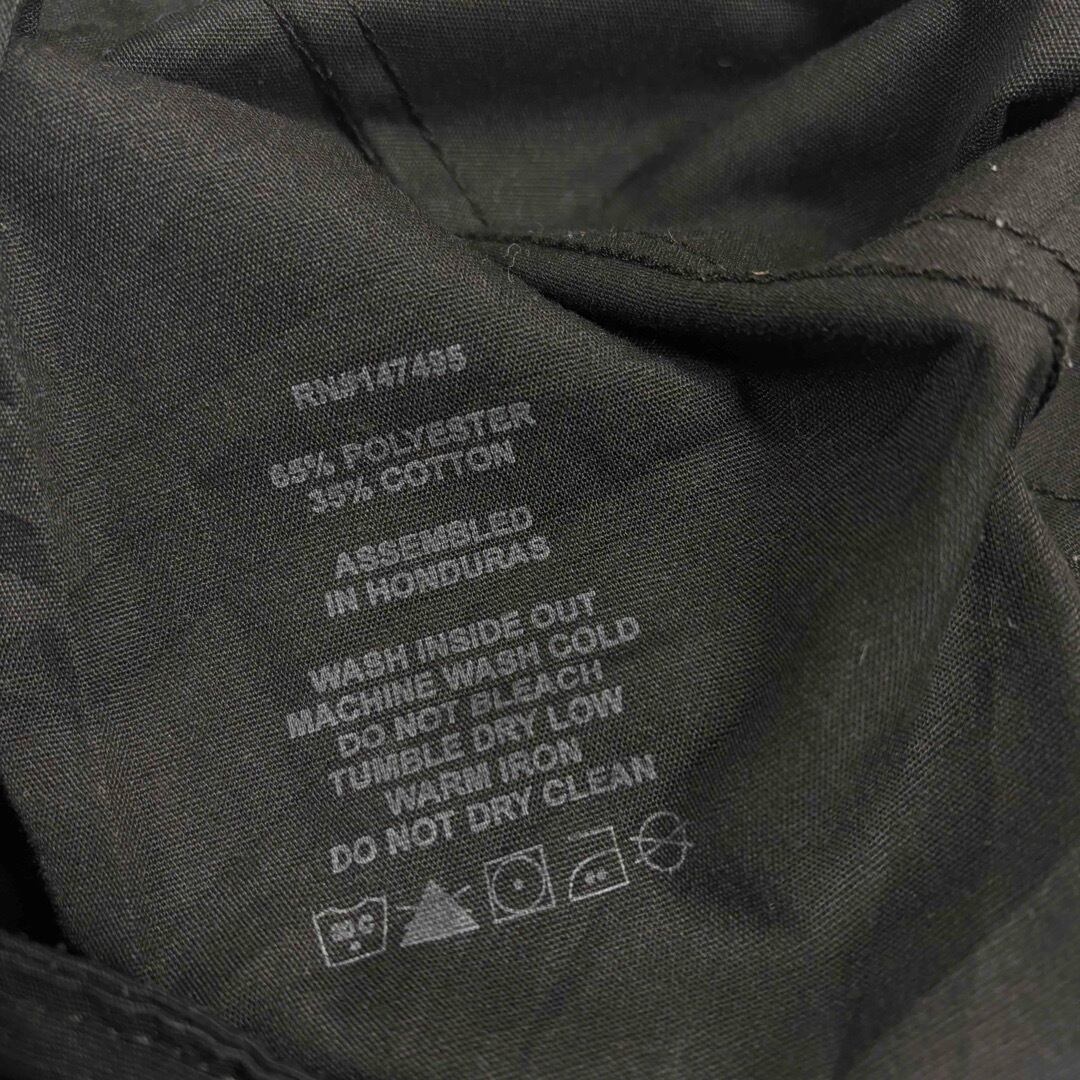 RN#147495
65% POLYESTER
35% COTTON
ASSEMBLED
IN HONDURAS
WASH INSIDE OUT
MACHINE WASH COLD
DO NOT BLEACH
TUMBLE DRY LOW
WARM IRON
DO NOT DRY CLEAN